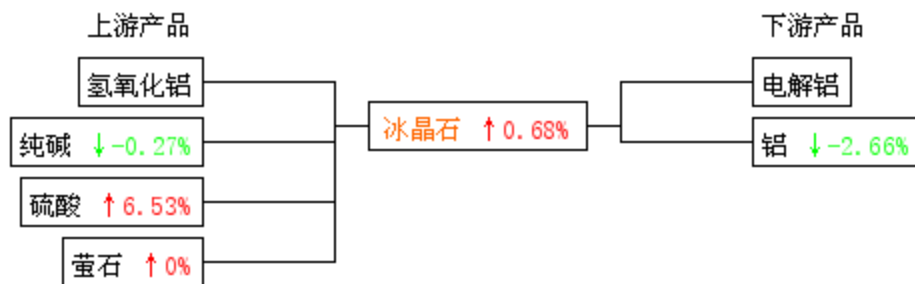 上游产品
下游产品
氢氧化铝
电解铝
冰晶石 ↑0.68%
纯碱 ↓-0.27%
铝 ↓-2.66%
硫酸 ↑6.53%
萤石 ↑0%